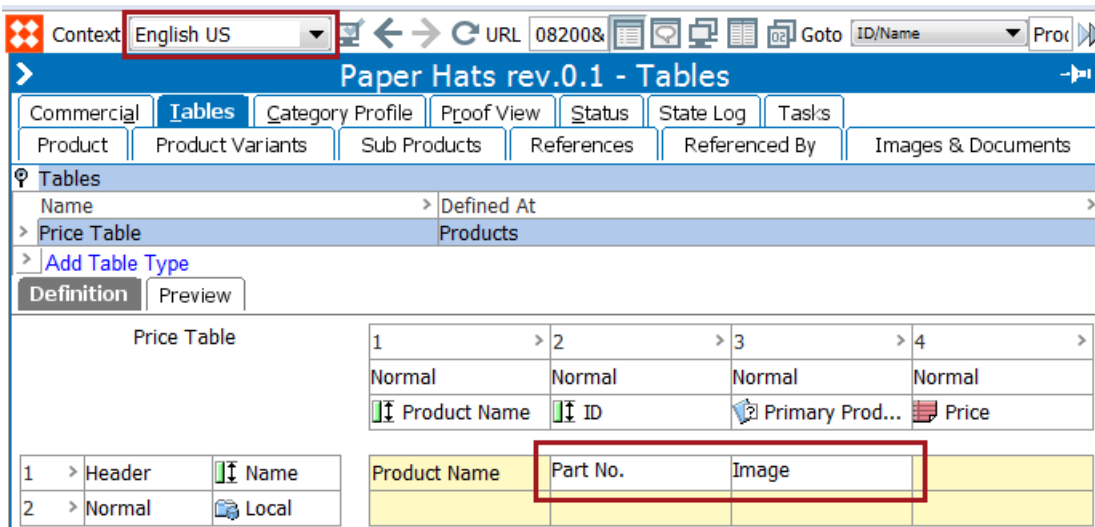 Context English US URL 08200& 02 Goto ID/Name Pro
Paper Hats rev.0.1 - Tables
Commercial Tables Category Profile Proof View Status State Log Tasks
Product Product Variants Sub Products References Referenced By Images & Documents
Tables
Name > Defined At >
> Price Table Products
> Add Table Type
Definition Preview
Price Table 1 > 2 > 3 > 4 >
Normal Normal Normal Normal
Product Name ID Primary Prod... Price
1 > Header Name Product Name Part No. Image
2 > Normal Local